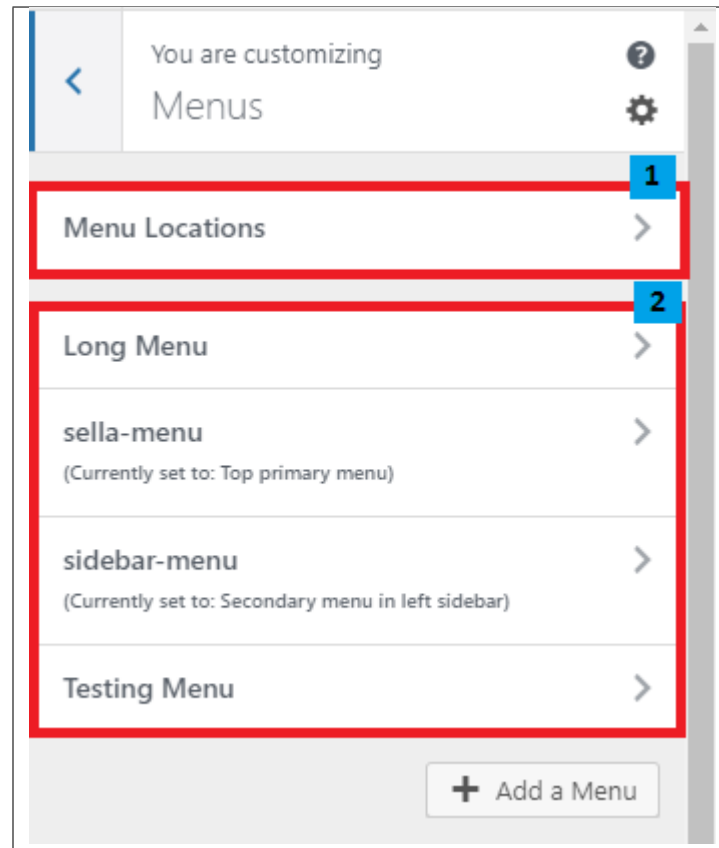 You are customizing
Menus
1
Menu Locations
2
Long Menu
sella-menu
(Currently set to: Top primary menu)
sidebar-menu
(Currently set to: Secondary menu in left sidebar)
Testing Menu
+ Add a Menu